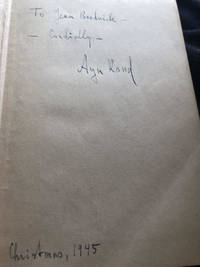 To Jean
— Cordially —
Ayn Rand
Christmas, 1945